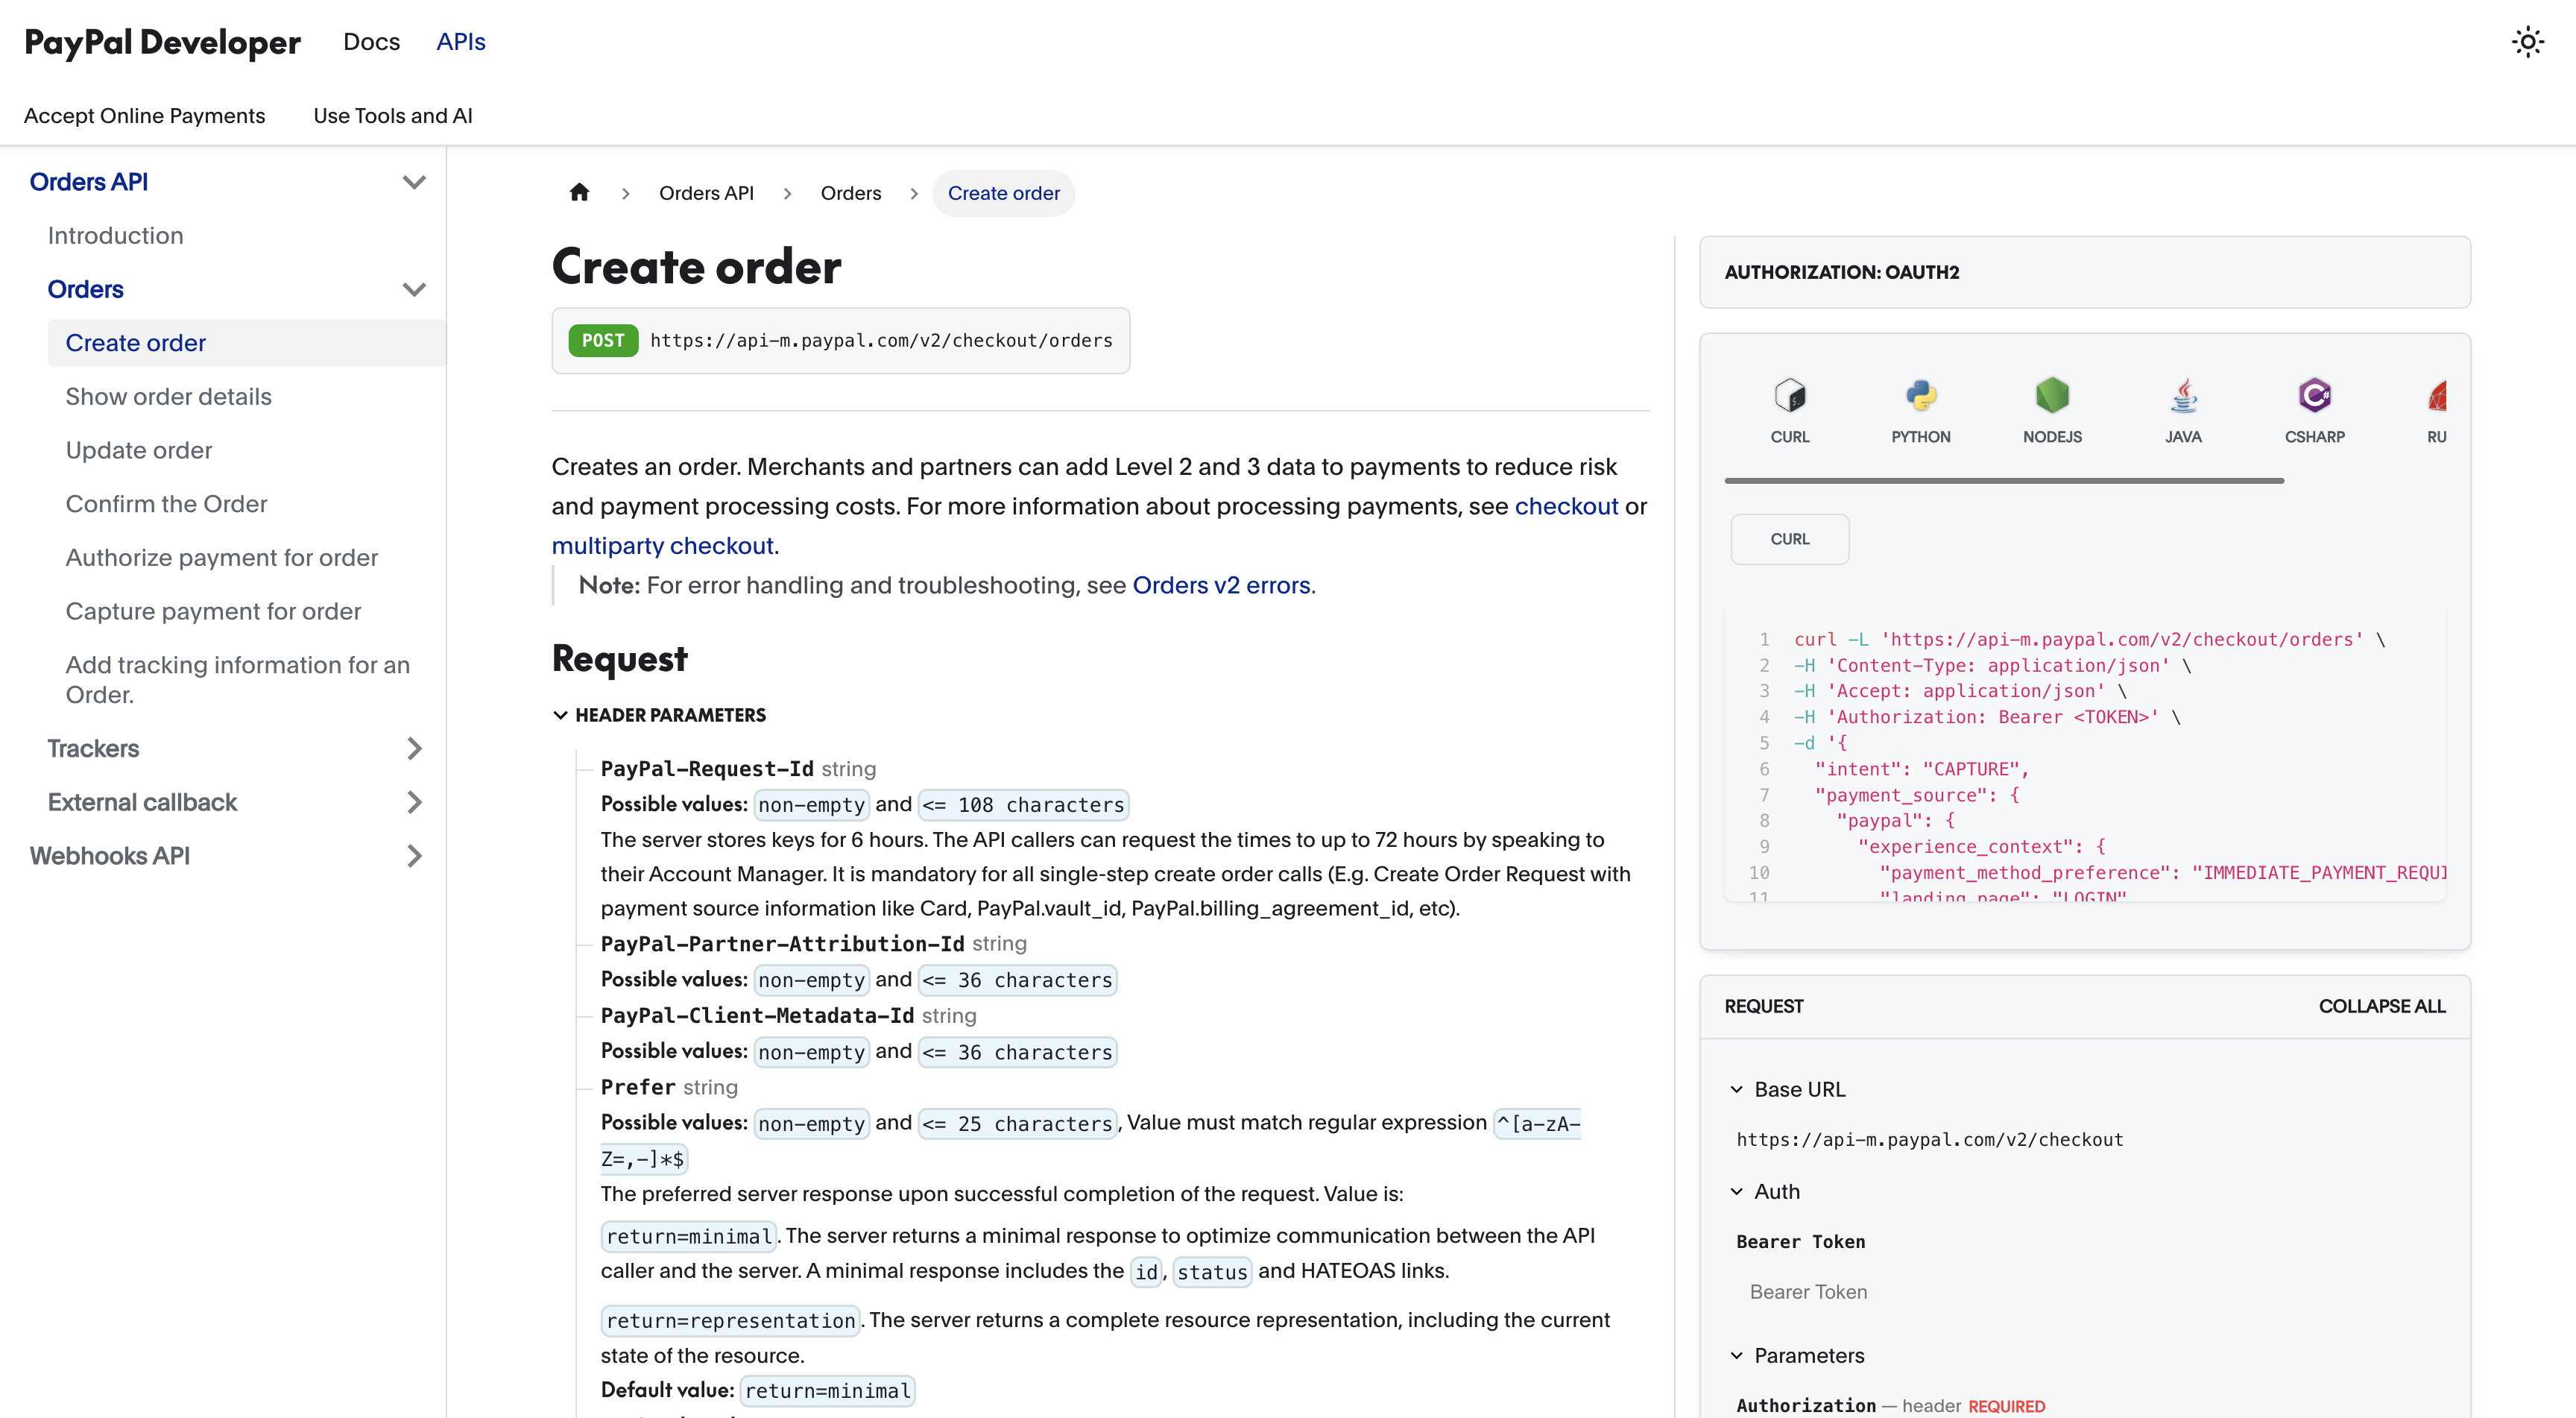 PayPal Developer Docs APIs
Accept Online Payments Use Tools and AI
Orders API
Introduction
Orders
Create order
Show order details
Update order
Confirm the Order
Authorize payment for order
Capture payment for order
Add tracking information for an
Order.
Trackers
External callback
Webhooks API
Orders API Orders Create order
Create order
POST https://api-m.paypal.com/v2/checkout/orders
Creates an order. Merchants and partners can add Level 2 and 3 data to payments to reduce risk
and payment processing costs. For more information about processing payments, see checkout or
multiparty checkout.
Note: For error handling and troubleshooting, see Orders v2 errors.
Request
HEADER PARAMETERS
PayPal-Request-Id string
Possible values: non-empty and <= 108 characters
The server stores keys for 6 hours. The API callers can request the times to up to 72 hours by speaking to
their Account Manager. It is mandatory for all single-step create order calls (E.g. Create Order Request with
payment source information like Card, PayPal.vault_id, PayPal.billing_agreement_id, etc).
PayPal-Partner-Attribution-Id string
Possible values: non-empty and <= 36 characters
PayPal-Client-Metadata-Id string
Possible values: non-empty and <= 36 characters
Prefer string
Possible values: non-empty and <= 25 characters, Value must match regular expression ^[a-zA-
Z=,-]*$
The preferred server response upon successful completion of the request. Value is:
return=minimal. The server returns a minimal response to optimize communication between the API
caller and the server. A minimal response includes the id, status and HATEOAS links.
return=representation. The server returns a complete resource representation, including the current
state of the resource.
Default value: return=minimal
AUTHORIZATION: OAUTH2
CURL PYTHON NODEJS JAVA CSHARP RU
CURL
1 curl -L 'https://api-m.paypal.com/v2/checkout/orders' \
2 -H 'Content-Type: application/json' \
3 -H 'Accept: application/json' \
4 -H 'Authorization: Bearer <TOKEN>' \
5 -d '{
6 "intent": "CAPTURE",
7 "payment_source": {
8 "paypal": {
9 "experience_context": {
10 "payment_method_preference": "IMMEDIATE_PAYMENT_REQUI
11 "landing_page": "LOGIN"
REQUEST COLLAPSE ALL
Base URL
https://api-m.paypal.com/v2/checkout
Auth
Bearer Token
Bearer Token
Parameters
Authorization — header REQUIRED